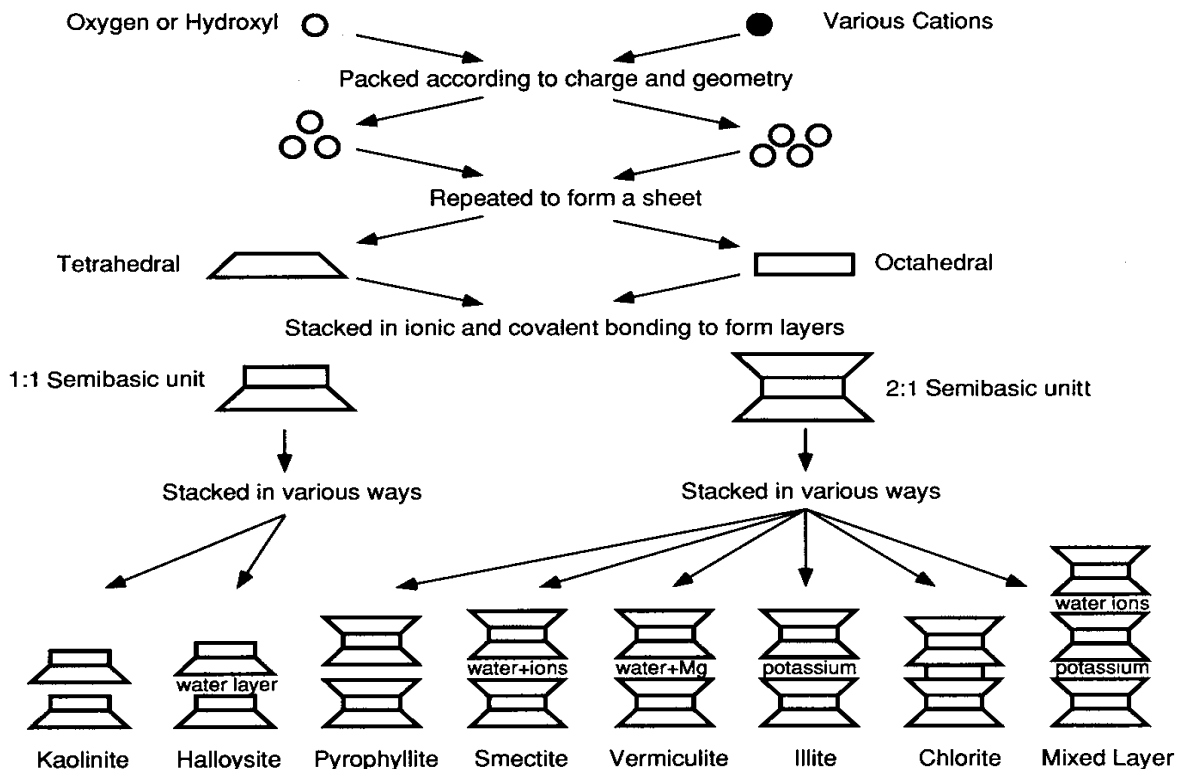 Oxygen or Hydroxyl
Various Cations
Packed according to charge and geometry
Repeated to form a sheet
Tetrahedral
Octahedral
Stacked in ionic and covalent bonding to form layers
1:1 Semibasic unit
2:1 Semibasic unitt
Stacked in various ways
Stacked in various ways
water ions
water layer
water+ions
water+Mg
potassium
potassium
Kaolinite
Halloysite
Pyrophyllite
Smectite
Vermiculite
Illite
Chlorite
Mixed Layer